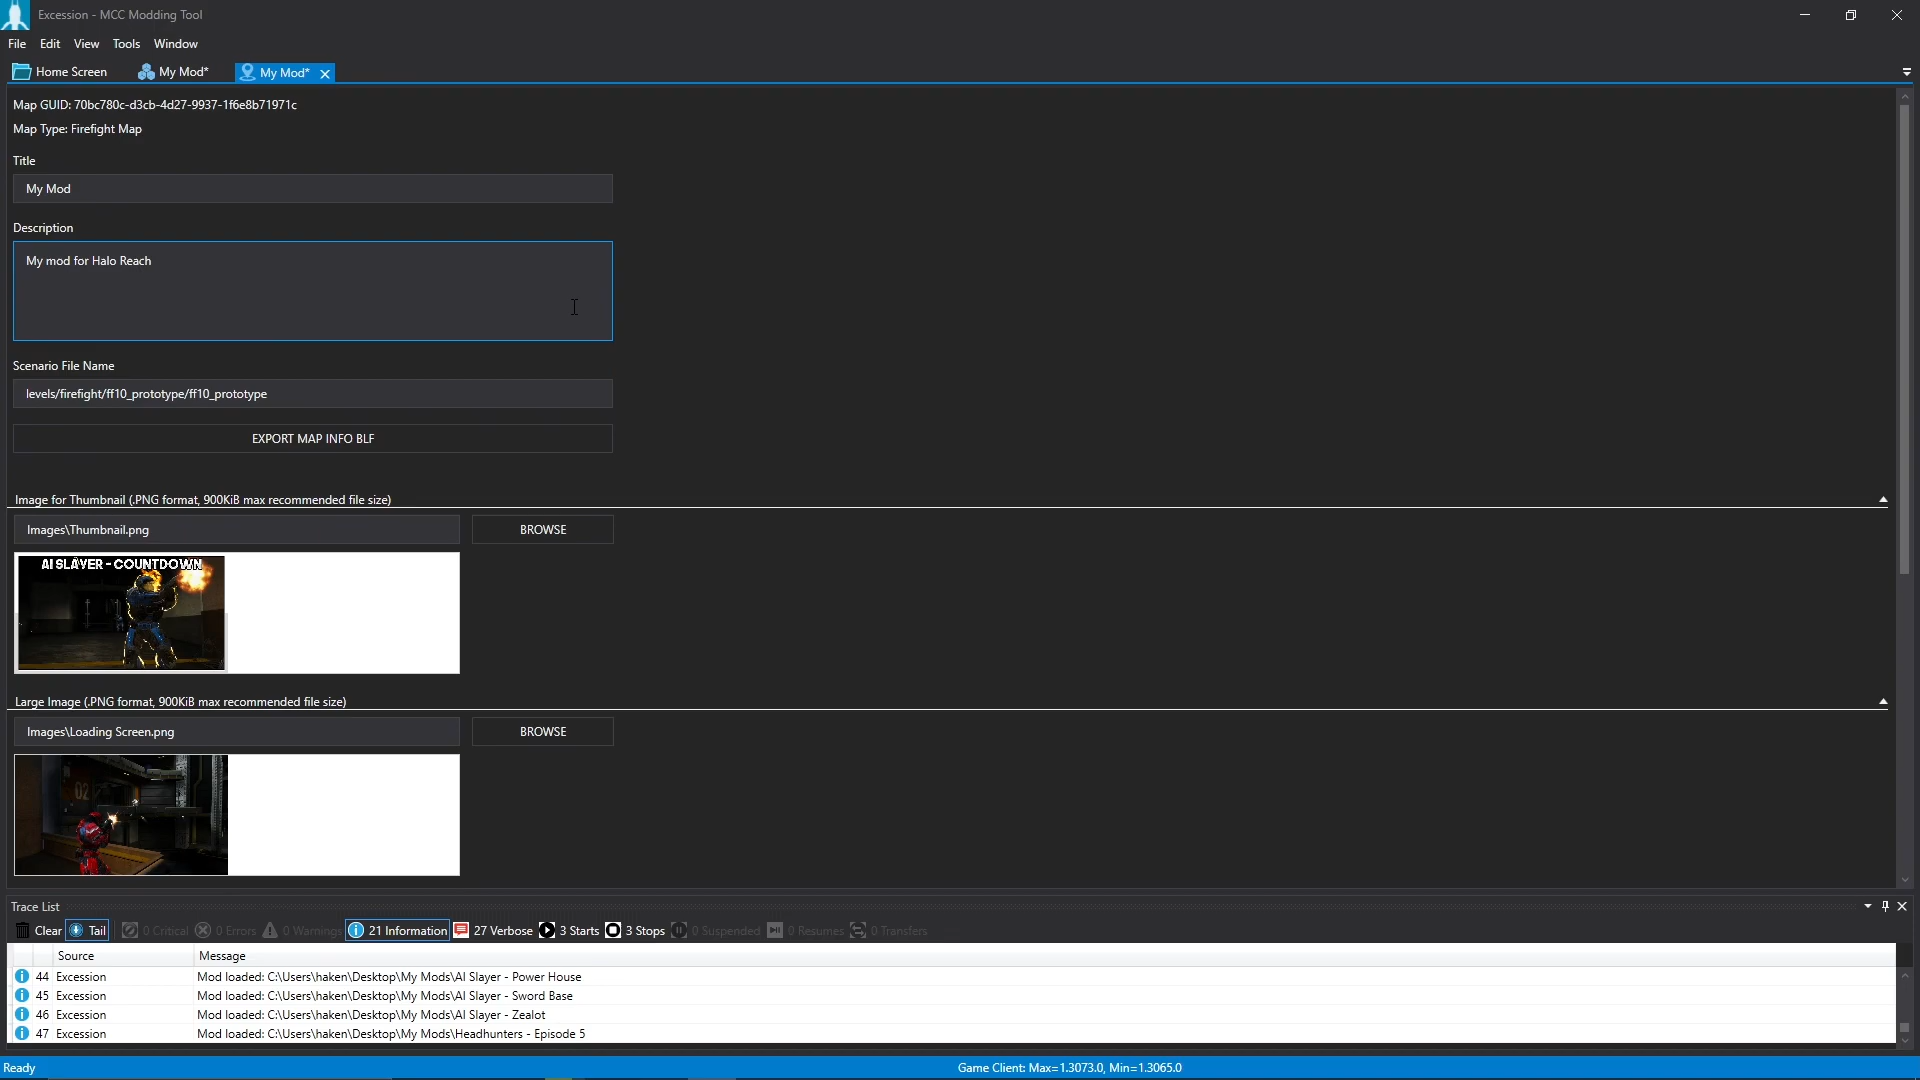 Excession - MCC Modding Tool
File Edit View Tools Window
Home Screen My Mod* My Mod*
Map GUID: 70bc780c-d3cb-4d27-9937-1f6e8b71971c
Map Type: Firefight Map
Title
My Mod
Description
My mod for Halo Reach
Scenario File Name
levels/firefight/ff10_prototype/ff10_prototype
EXPORT MAP INFO BLF
Image for Thumbnail (.PNG format, 900KiB max recommended file size)
Images\Thumbnail.png BROWSE
AI SLAYER - COUNTDOWN
Large Image (.PNG format, 900KiB max recommended file size)
Images\Loading Screen.png BROWSE
02
Trace List
Clear Tail 0 Critical 0 Errors 0 Warnings 21 Information 27 Verbose 3 Starts 3 Stops 0 Suspended 0 Resumes 0 Transfers
Source Message
44 Excession Mod loaded: C:\Users\haken\Desktop\My Mods\AI Slayer - Power House
45 Excession Mod loaded: C:\Users\haken\Desktop\My Mods\AI Slayer - Sword Base
46 Excession Mod loaded: C:\Users\haken\Desktop\My Mods\AI Slayer - Zealot
47 Excession Mod loaded: C:\Users\haken\Desktop\My Mods\Headhunters - Episode 5
Ready Game Client: Max=1.3073.0, Min=1.3065.0